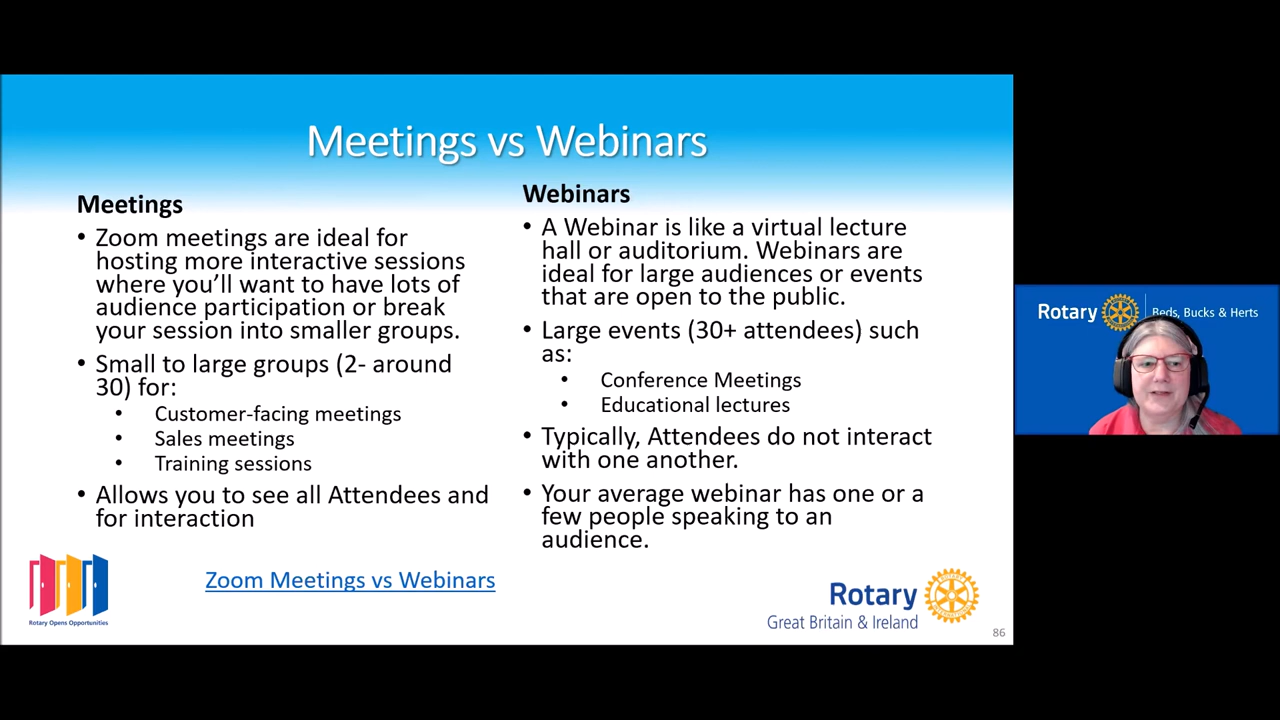 Meetings vs Webinars
Meetings
• Zoom meetings are ideal for
hosting more interactive sessions
where you'll want to have lots of
audience participation or break
your session into smaller groups.
• Small to large groups (2- around
30) for:
• Customer-facing meetings
• Sales meetings
• Training sessions
• Allows you to see all Attendees and
for interaction
Webinars
• A Webinar is like a virtual lecture
hall or auditorium. Webinars are
ideal for large audiences or events
that are open to the public.
• Large events (30+ attendees) such
as:
• Conference Meetings
• Educational lectures
• Typically, Attendees do not interact
with one another.
• Your average webinar has one or a
few people speaking to an
audience.
Zoom Meetings vs Webinars
Rotary Opens Opportunities
Rotary
Great Britain & Ireland
86
Rotary
Beds, Bucks & Herts